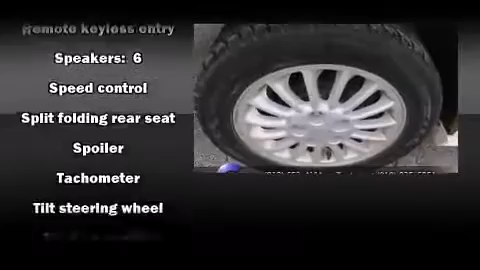 Remote keyless entry
Speakers: 6
Speed control
Split folding rear seat
Spoiler
Tachometer
Tilt steering wheel